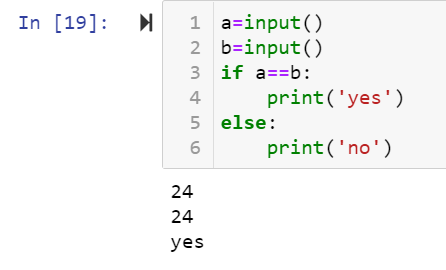 In [19]:
1 a=input()
2 b=input()
3 if a==b:
4     print('yes')
5 else:
6     print('no')
24
24
yes